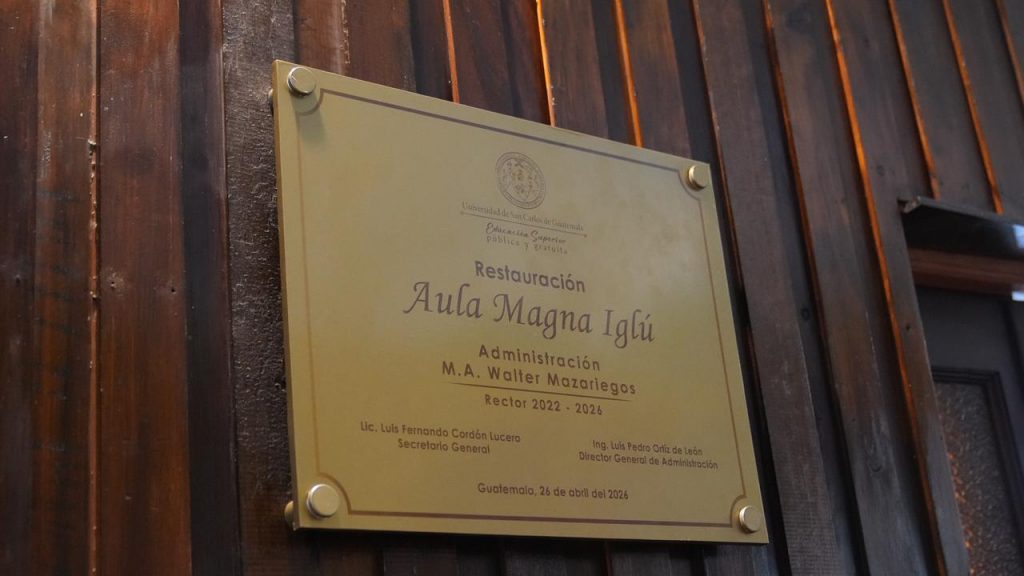 Universidad de San Carlos de Guatemala
Educación Superior
pública y gratuita
Restauración
Aula Magna Iglú
Administración
M.A. Walter Mazariegos
Rector 2022 - 2026
Lic. Luis Fernando Cordón Lucero
Secretario General
Ing. Luis Pedro Ortíz de León
Director General de Administración
Guatemala, 26 de abril del 2026